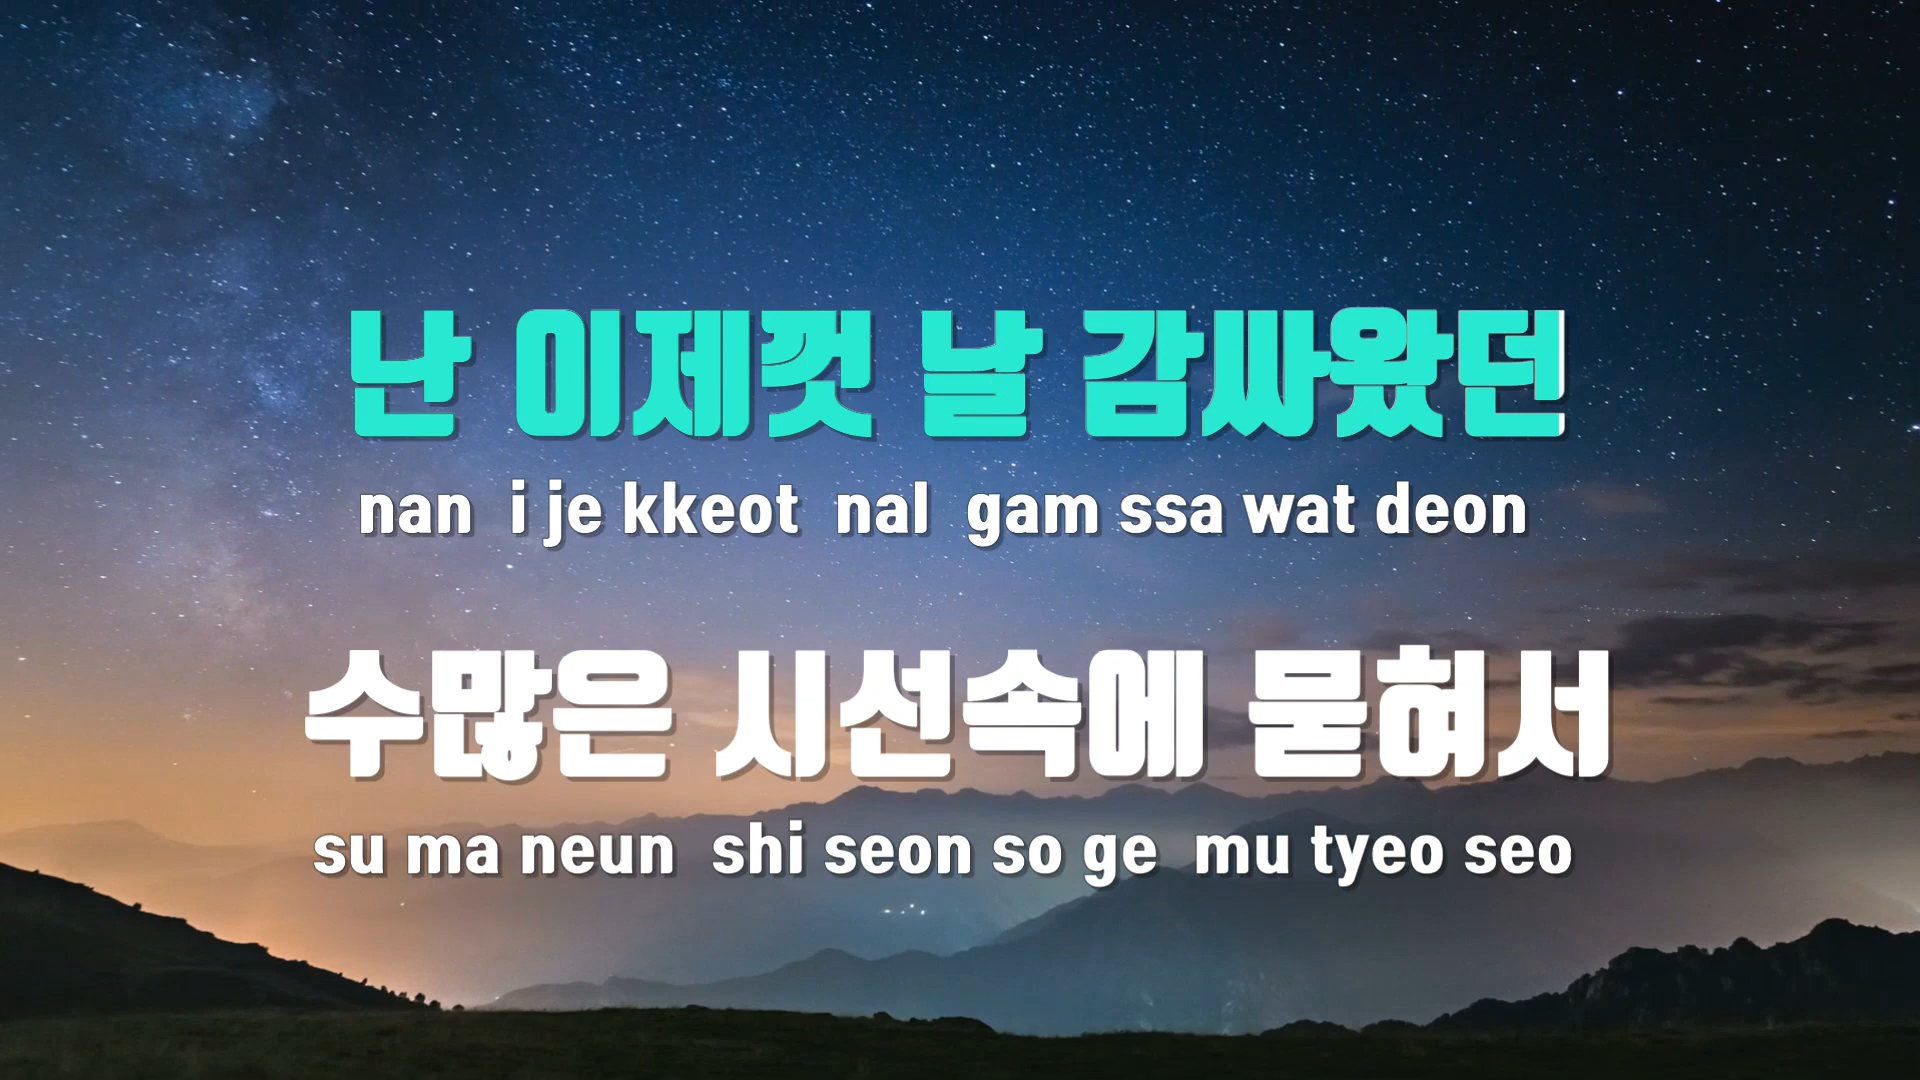 난 이제껏 날 감싸왔던
nan i je kkeot nal gam ssa wat deon
수많은 시선속에 묻혀서
su ma neun shi seon so ge mu tyeo seo